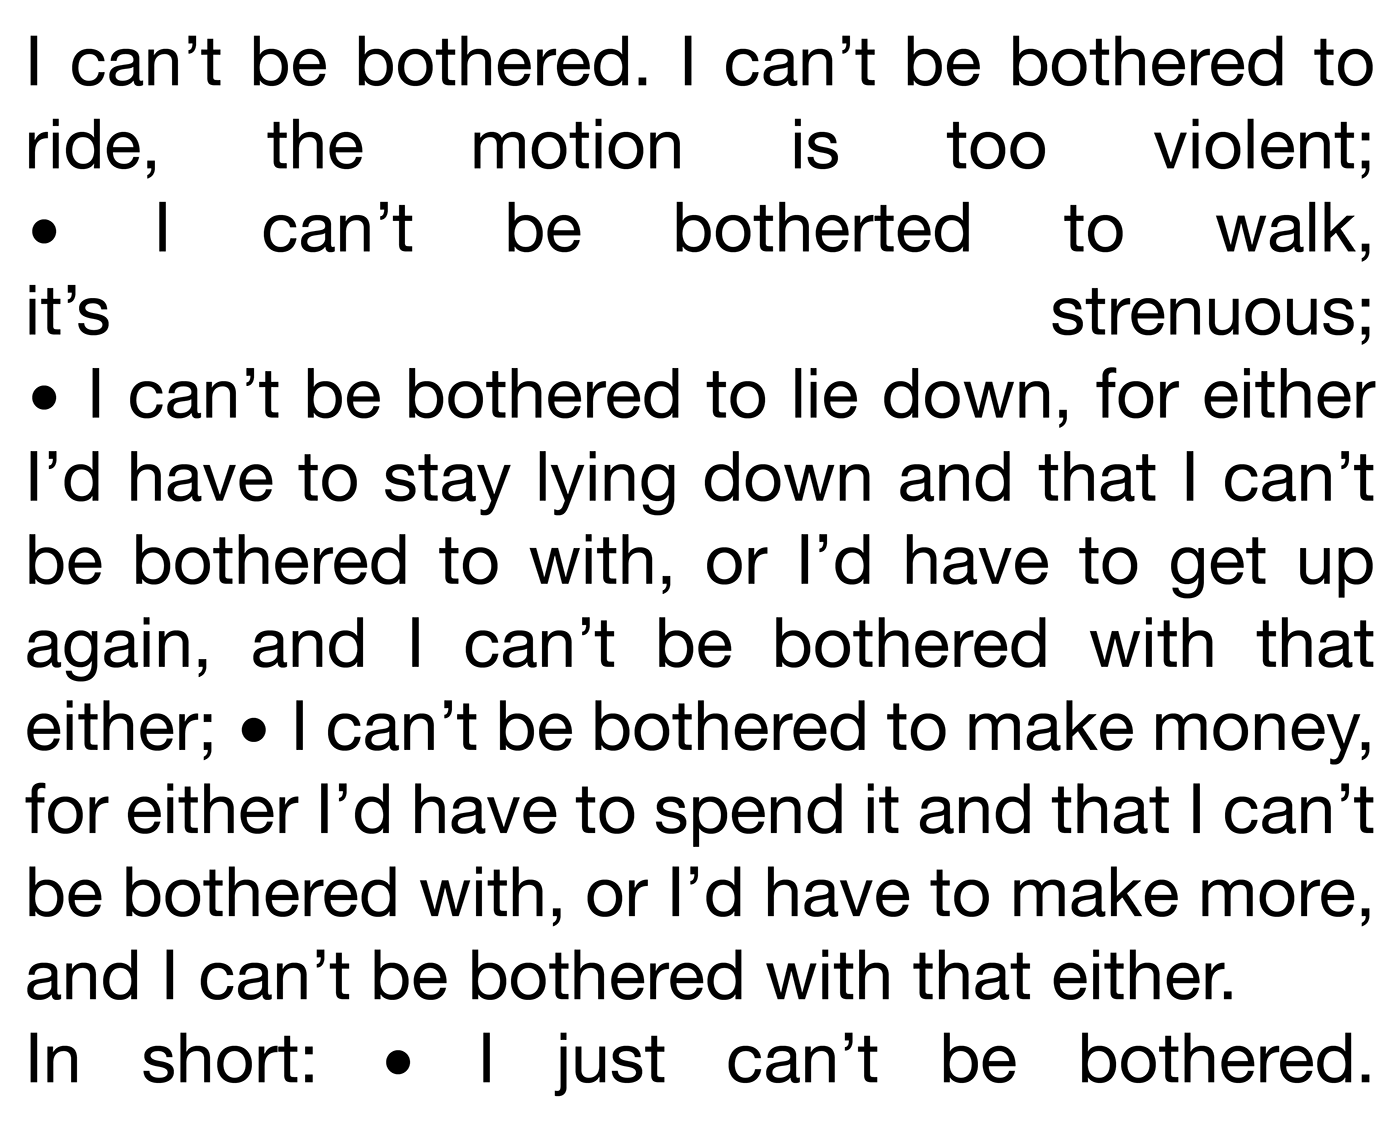 I can’t be bothered. I can’t be bothered to
ride, the motion is too violent;
• I can’t be botherted to walk,
it’s strenuous;
• I can’t be bothered to lie down, for either
I’d have to stay lying down and that I can’t
be bothered to with, or I’d have to get up
again, and I can’t be bothered with that
either; • I can’t be bothered to make money,
for either I’d have to spend it and that I can’t
be bothered with, or I’d have to make more,
and I can’t be bothered with that either.
In short: • I just can’t be bothered.